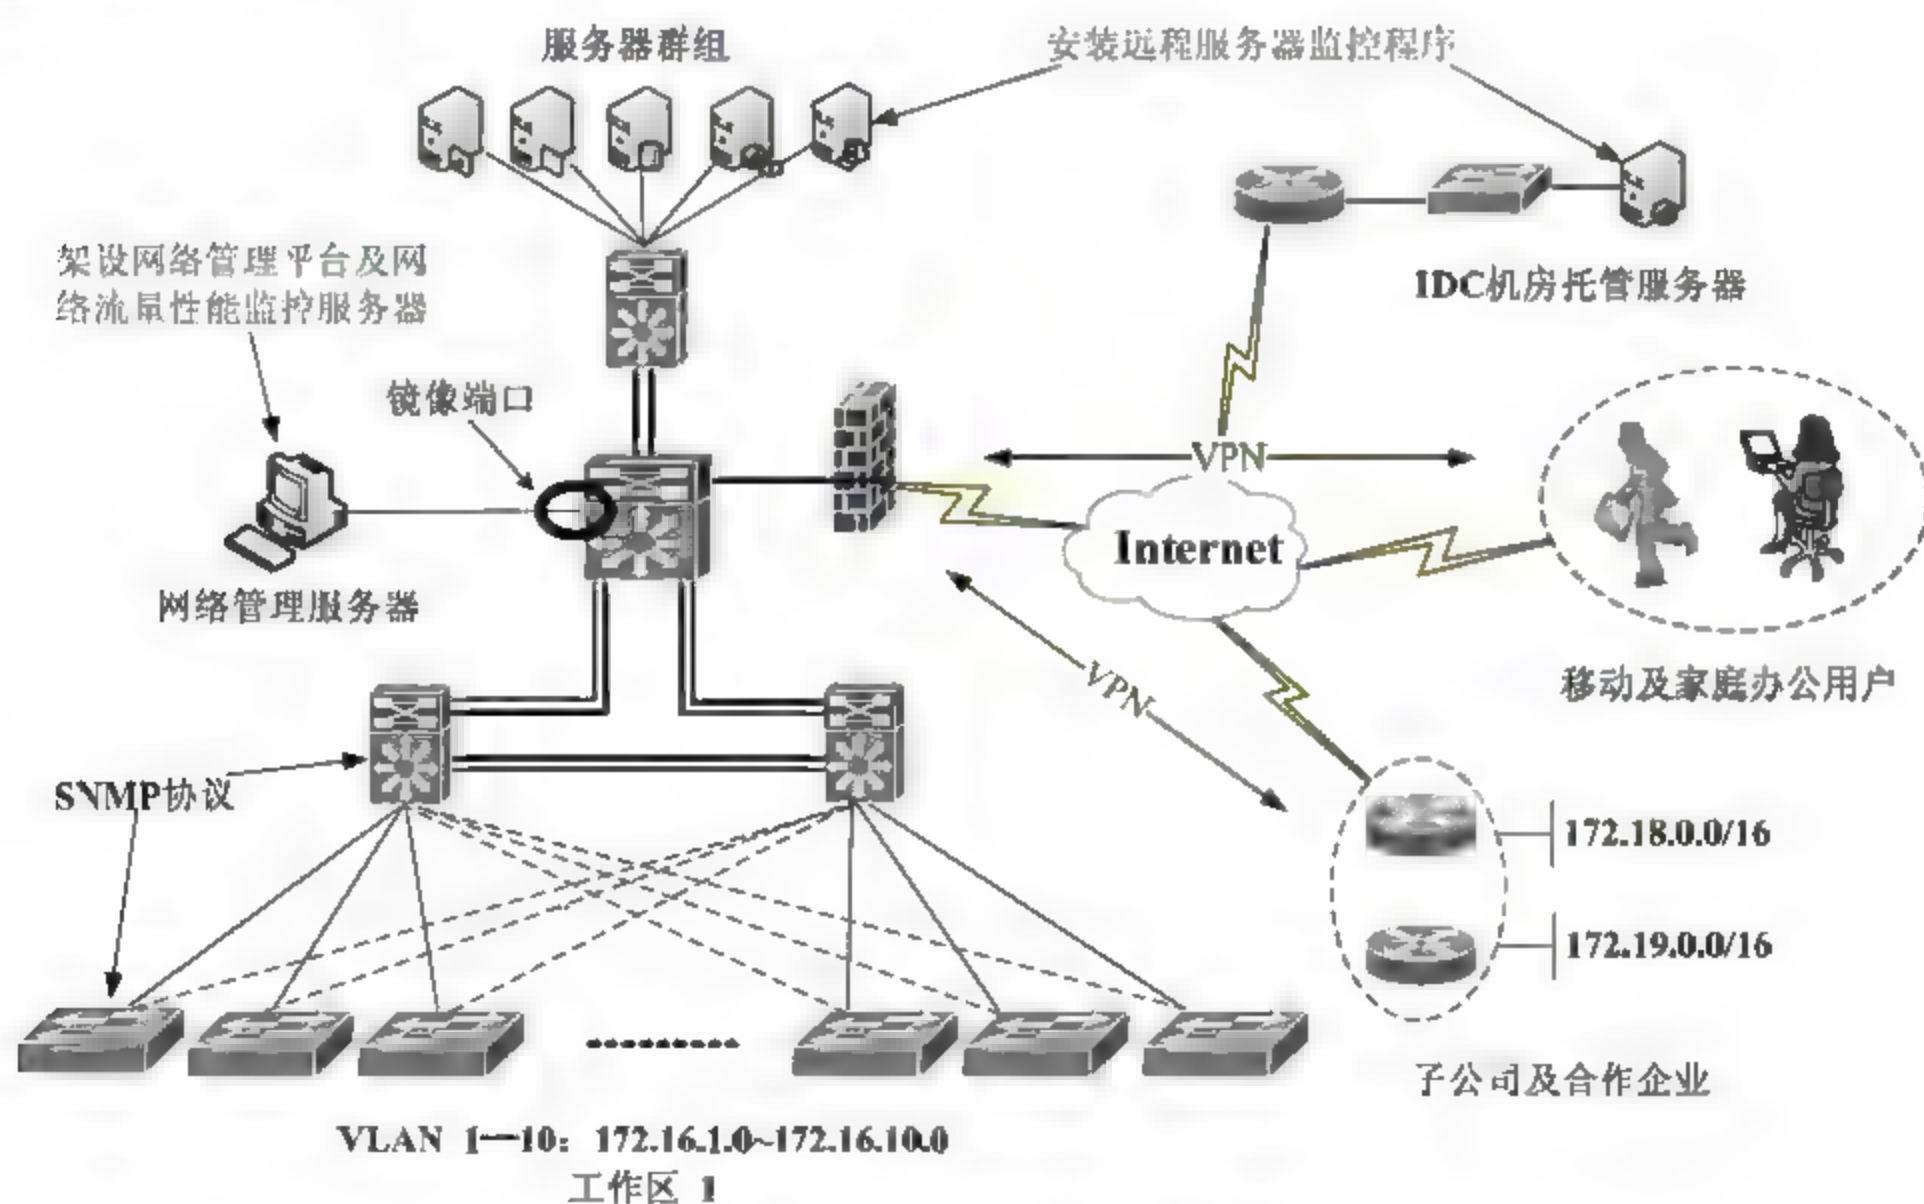 服务器群组
安装远程服务器监控程序
架设网络管理平台及网
络流量性能监控服务器
IDC机房托管服务器
镜像端口
VPN
Internet
网络管理服务器
移动及家庭办公用户
VPN
SNMP协议
172.18.0.0/16
172.19.0.0/16
子公司及合作企业
VLAN 1—10: 172.16.1.0~172.16.10.0
工作区 1